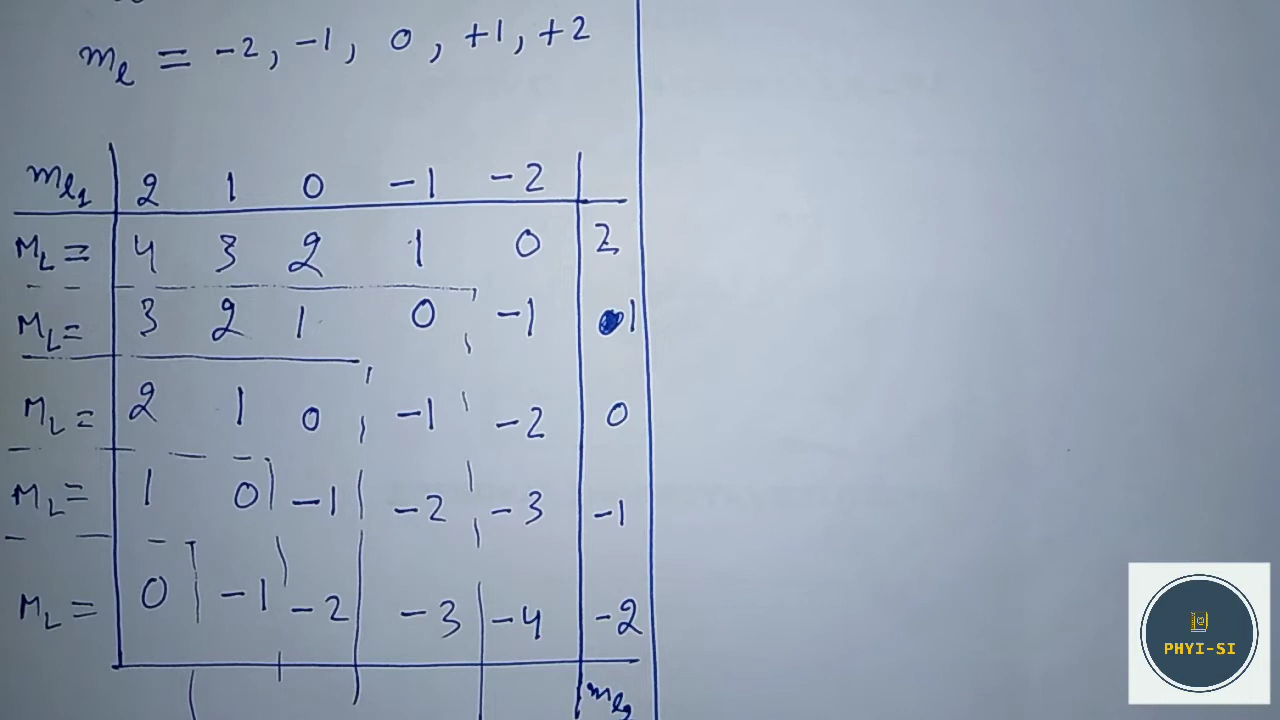 mℓ = -2, -1, 0, +1, +2
mℓ1 2 1 0 -1 -2
ML = 4 3 2 1 0 2
ML = 3 2 1 0 -1 1
ML = 2 1 0 -1 -2 0
ML = 1 0 -1 -2 -3 -1
ML = 0 -1 -2 -3 -4 -2
mℓ2
PHYI-SI